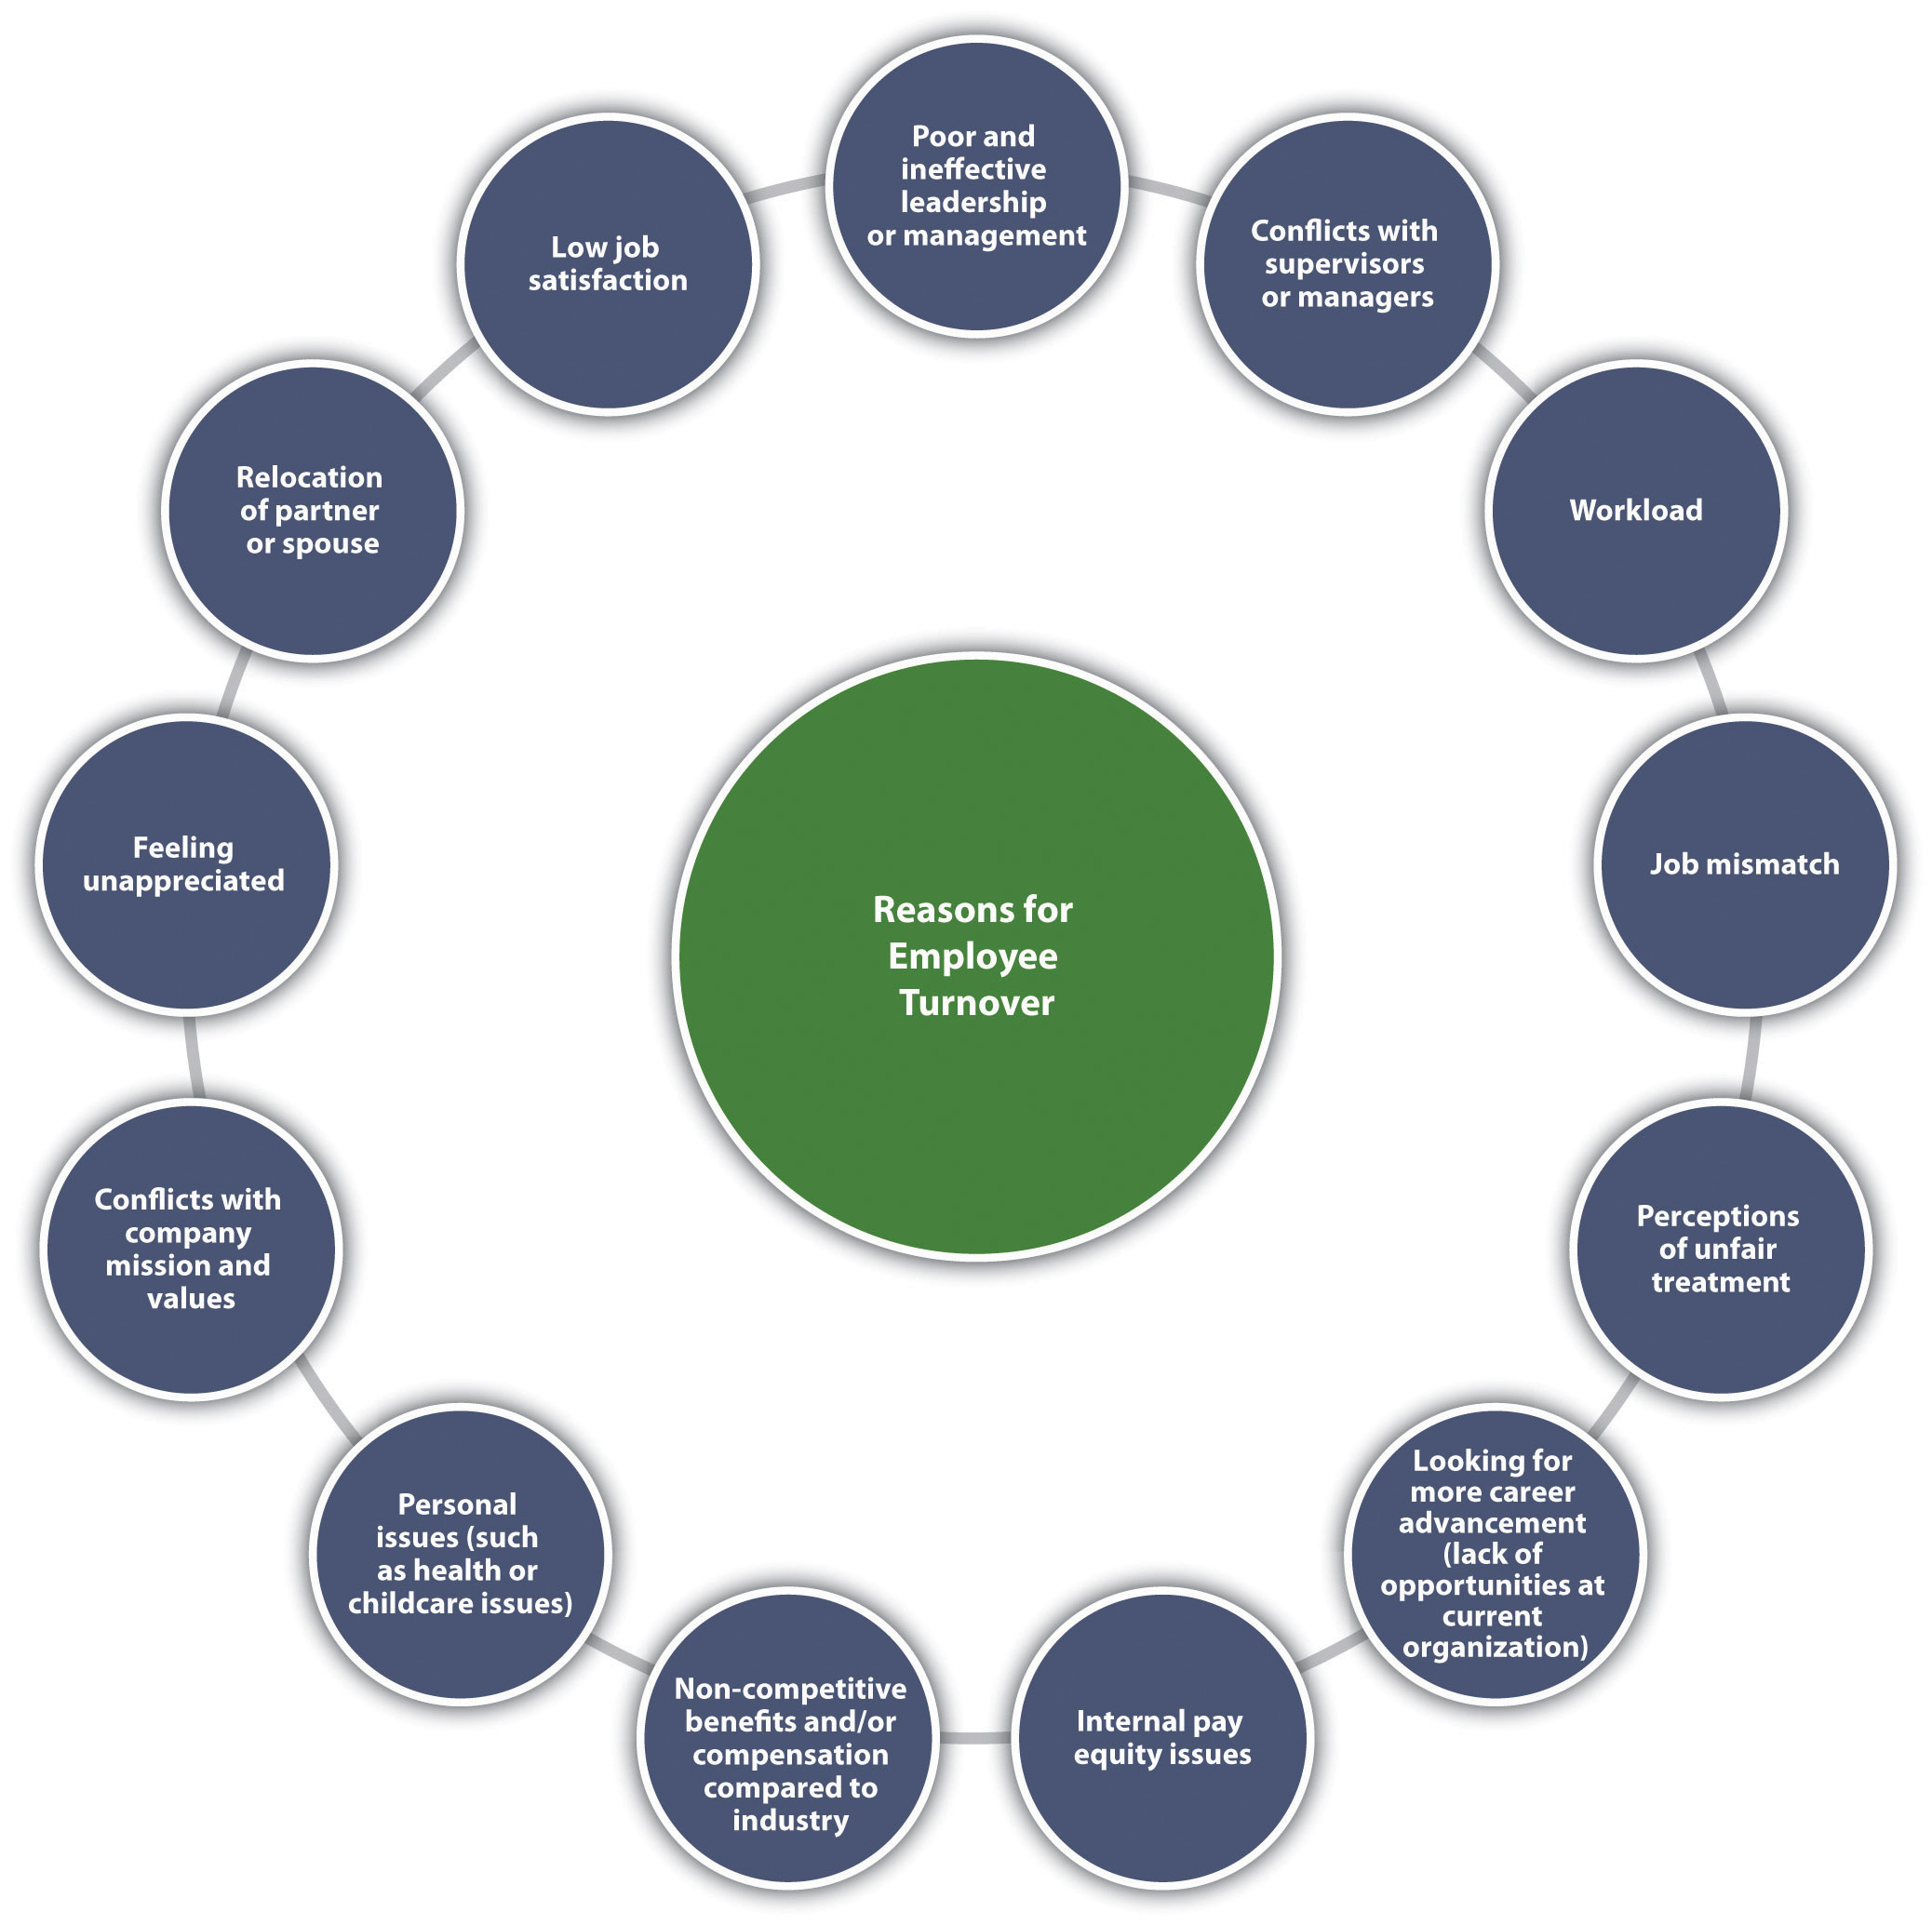 Poor and
ineffective
leadership
or management
Conflicts with
supervisors
or managers
Workload
Job mismatch
Perceptions
of unfair
treatment
Looking for
more career
advancement
(lack of
opportunities at
current
organization)
Internal pay
equity issues
Non-competitive
benefits and/or
compensation
compared to
industry
Personal
issues (such
as health or
childcare issues)
Conflicts with
company
mission and
values
Feeling
unappreciated
Relocation
of partner
or spouse
Low job
satisfaction
Reasons for
Employee
Turnover